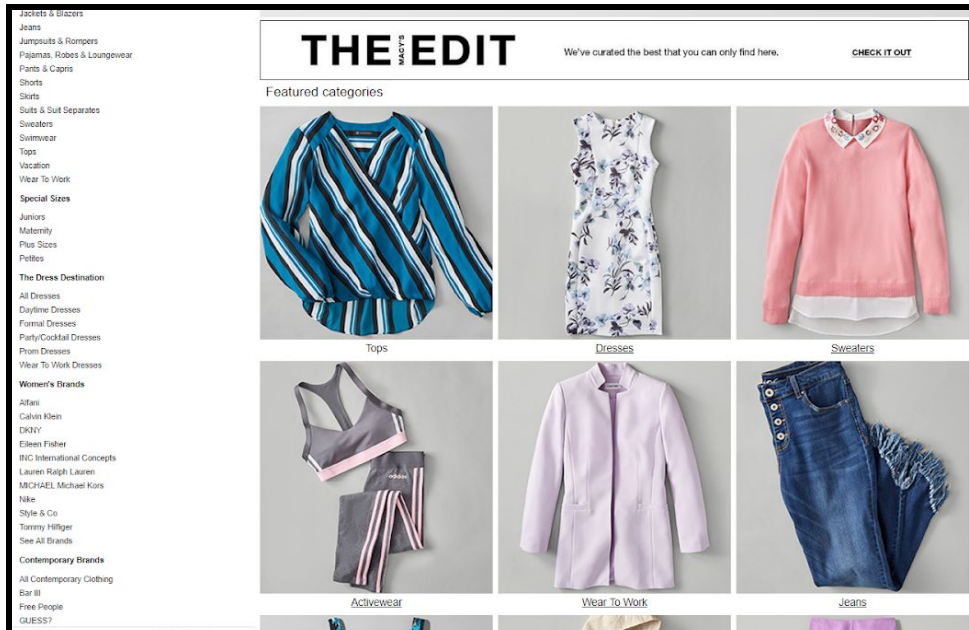 Jackets & Blazers
Jeans
Jumpsuits & Rompers
Pajamas, Robes & Loungewear
Pants & Capris
Shorts
Skirts
Suits & Suit Separates
Sweaters
Swimwear
Tops
Vacation
Wear To Work
Special Sizes
Juniors
Maternity
Plus Sizes
Petites
The Dress Destination
All Dresses
Daytime Dresses
Formal Dresses
Party/Cocktail Dresses
Prom Dresses
Wear To Work Dresses
Women's Brands
Alfani
Calvin Klein
DKNY
Eileen Fisher
INC International Concepts
Lauren Ralph Lauren
MICHAEL Michael Kors
Nike
Style & Co
Tommy Hilfiger
See All Brands
Contemporary Brands
All Contemporary Clothing
Bar III
Free People
GUESS?
THE MACY'S EDIT
We've curated the best that you can only find here.
CHECK IT OUT
Featured categories
Tops
Dresses
Sweaters
adidas
Activewear
Wear To Work
Jeans